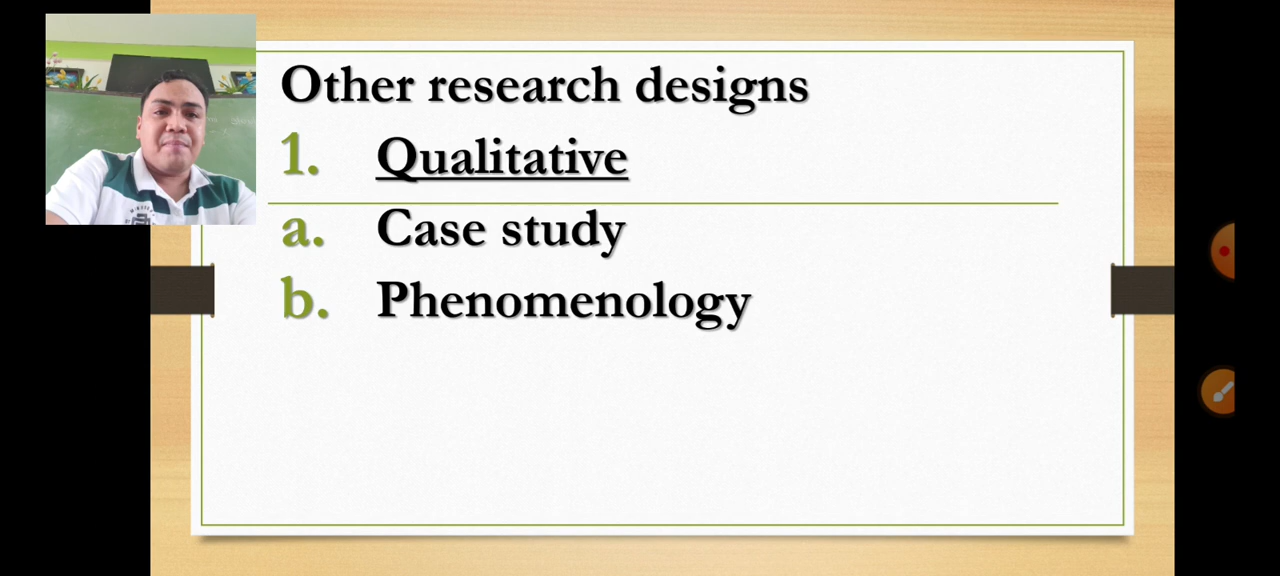 Other research designs
1. Qualitative
a. Case study
b. Phenomenology